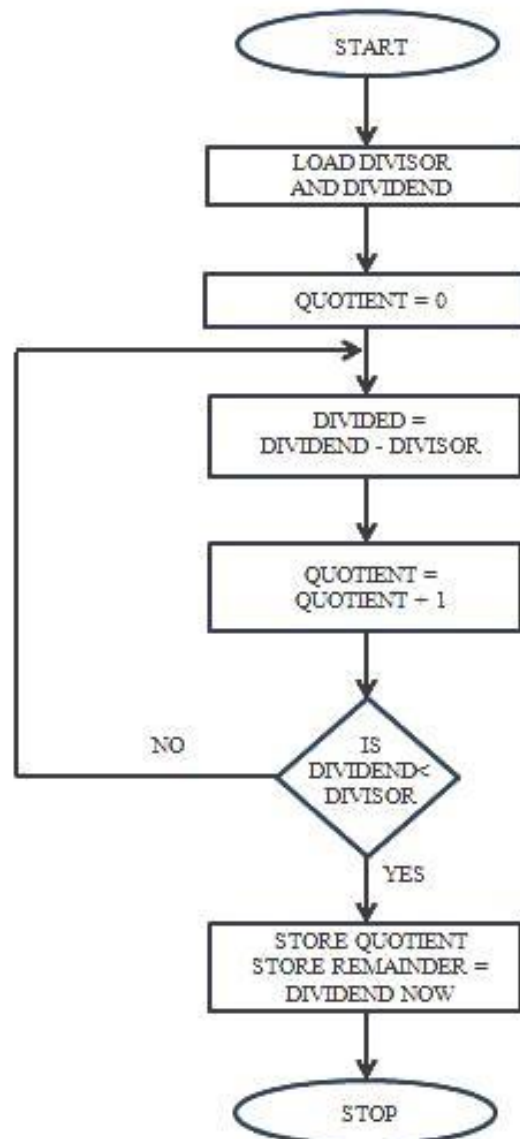 START
LOAD DIVISOR
AND DIVIDEND
QUOTIENT = 0
DIVIDED =
DIVIDEND - DIVISOR
QUOTIENT =
QUOTIENT + 1
IS
DIVIDEND<
DIVISOR
NO
YES
STORE QUOTIENT
STORE REMAINDER =
DIVIDEND NOW
STOP